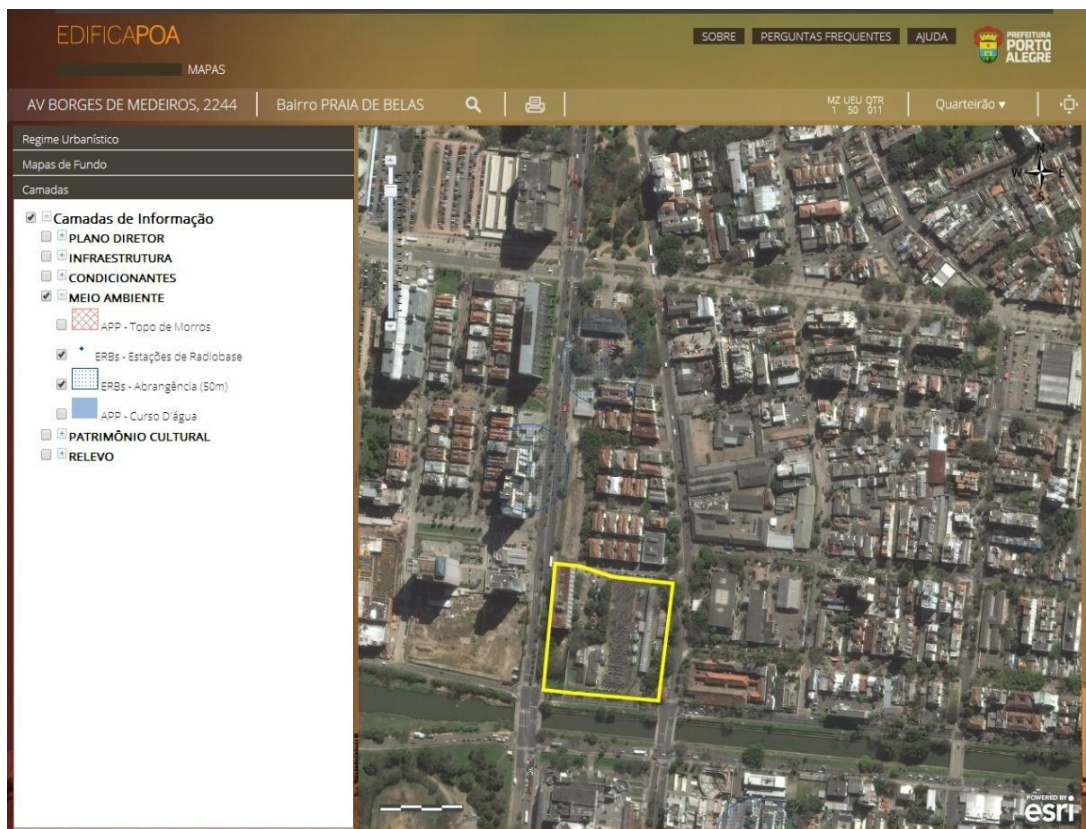 EDIFICAPOA
MAPAS
SOBRE
PERGUNTAS FREQUENTES
AJUDA
PREFEITURA
PORTO
ALEGRE
AV BORGES DE MEDEIROS, 2244
Bairro PRAIA DE BELAS
MZ UEU QTR
1 50 011
Quarteirão
Regime Urbanístico
Mapas de Fundo
Camadas
Camadas de Informação
PLANO DIRETOR
INFRAESTRUTURA
CONDICIONANTES
MEIO AMBIENTE
APP - Topo de Morros
ERBs - Estações de Radiobase
ERBs - Abrangência (50m)
APP - Curso D'água
PATRIMÔNIO CULTURAL
RELEVO
N
W E
S
POWERED BY
esri